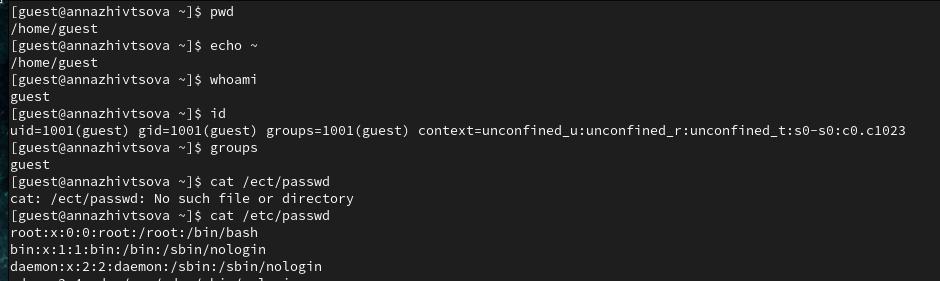 [guest@annazhivtsova ~]$ pwd
/home/guest
[guest@annazhivtsova ~]$ echo ~
/home/guest
[guest@annazhivtsova ~]$ whoami
guest
[guest@annazhivtsova ~]$ id
uid=1001(guest) gid=1001(guest) groups=1001(guest) context=unconfined_u:unconfined_r:unconfined_t:s0-s0:c0.c1023
[guest@annazhivtsova ~]$ groups
guest
[guest@annazhivtsova ~]$ cat /ect/passwd
cat: /ect/passwd: No such file or directory
[guest@annazhivtsova ~]$ cat /etc/passwd
root:x:0:0:root:/root:/bin/bash
bin:x:1:1:bin:/bin:/sbin/nologin
daemon:x:2:2:daemon:/sbin:/sbin/nologin